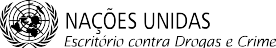 NAÇÕES UNIDAS
Escritório contra Drogas e Crime